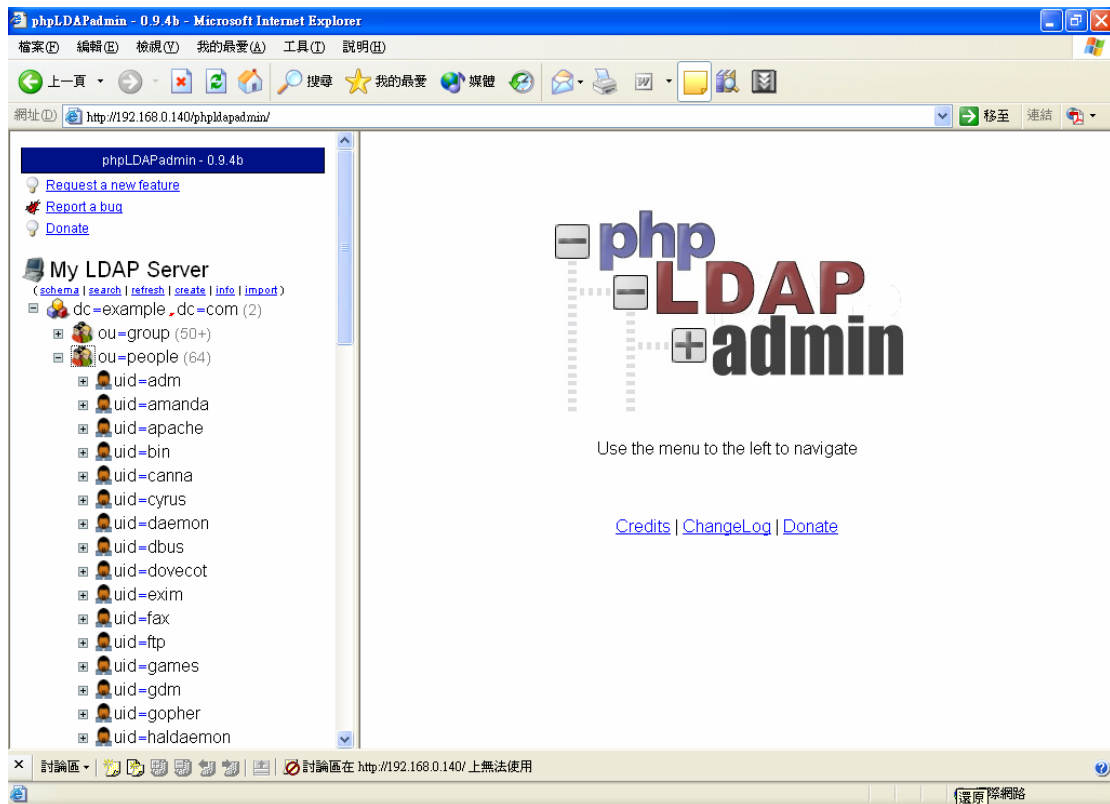 phpLDAPadmin - 0.9.4b - Microsoft Internet Explorer
檔案(F) 編輯(E) 檢視(V) 我的最愛(A) 工具(T) 說明(H)
上一頁 搜尋 我的最愛 媒體
網址(D) http://192.168.0.140/phpldapadmin/ 移至 連結
phpLDAPadmin - 0.9.4b
Request a new feature
Report a bug
Donate
My LDAP Server
(schema | search | refresh | create | info | import)
dc=example,dc=com (2)
ou=group (50+)
ou=people (64)
uid=adm
uid=amanda
uid=apache
uid=bin
uid=canna
uid=cyrus
uid=daemon
uid=dbus
uid=dovecot
uid=exim
uid=fax
uid=ftp
uid=games
uid=gdm
uid=gopher
uid=haldaemon
php
LDAP
admin
Use the menu to the left to navigate
Credits | ChangeLog | Donate
討論區 討論區在 http://192.168.0.140/ 上無法使用
還原 際網路